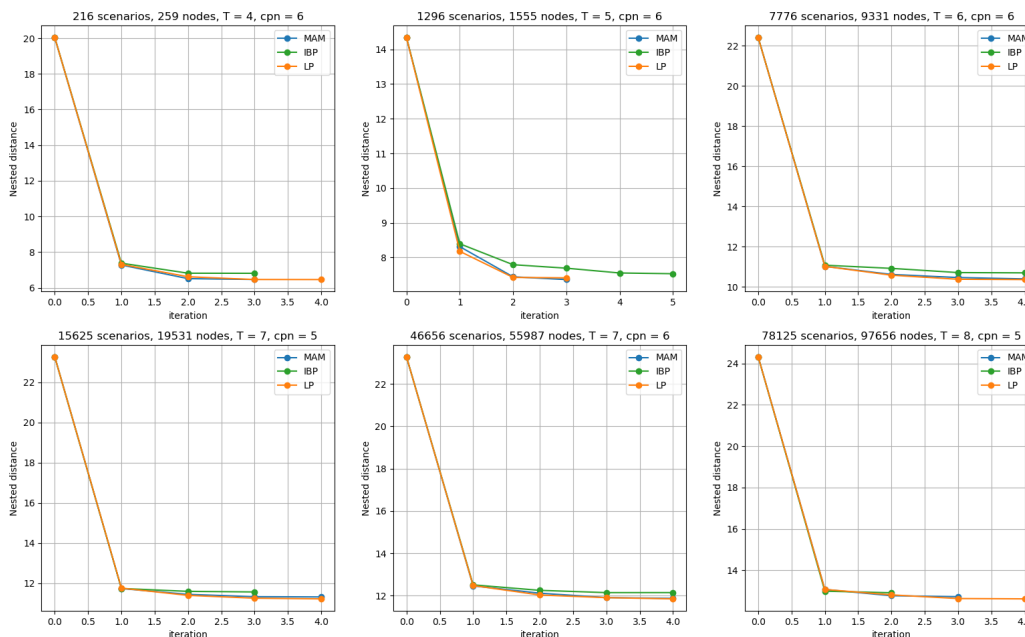 216 scenarios, 259 nodes, T = 4, cpn = 6
MAM
IBP
LP
Nested distance
20
18
16
14
12
10
8
6
0.0 0.5 1.0 1.5 2.0 2.5 3.0 3.5 4.0
iteration
1296 scenarios, 1555 nodes, T = 5, cpn = 6
MAM
IBP
LP
Nested distance
14
13
12
11
10
9
8
0 1 2 3 4 5
iteration
7776 scenarios, 9331 nodes, T = 6, cpn = 6
MAM
IBP
LP
Nested distance
22
20
18
16
14
12
10
0.0 0.5 1.0 1.5 2.0 2.5 3.0 3.5 4.
iteration
15625 scenarios, 19531 nodes, T = 7, cpn = 5
MAM
IBP
LP
Nested distance
22
20
18
16
14
12
0.0 0.5 1.0 1.5 2.0 2.5 3.0 3.5 4.0
iteration
46656 scenarios, 55987 nodes, T = 7, cpn = 6
MAM
IBP
LP
Nested distance
22
20
18
16
14
12
0.0 0.5 1.0 1.5 2.0 2.5 3.0 3.5 4.0
iteration
78125 scenarios, 97656 nodes, T = 8, cpn = 5
MAM
IBP
LP
Nested distance
24
22
20
18
16
14
0.0 0.5 1.0 1.5 2.0 2.5 3.0 3.5 4.
iteration